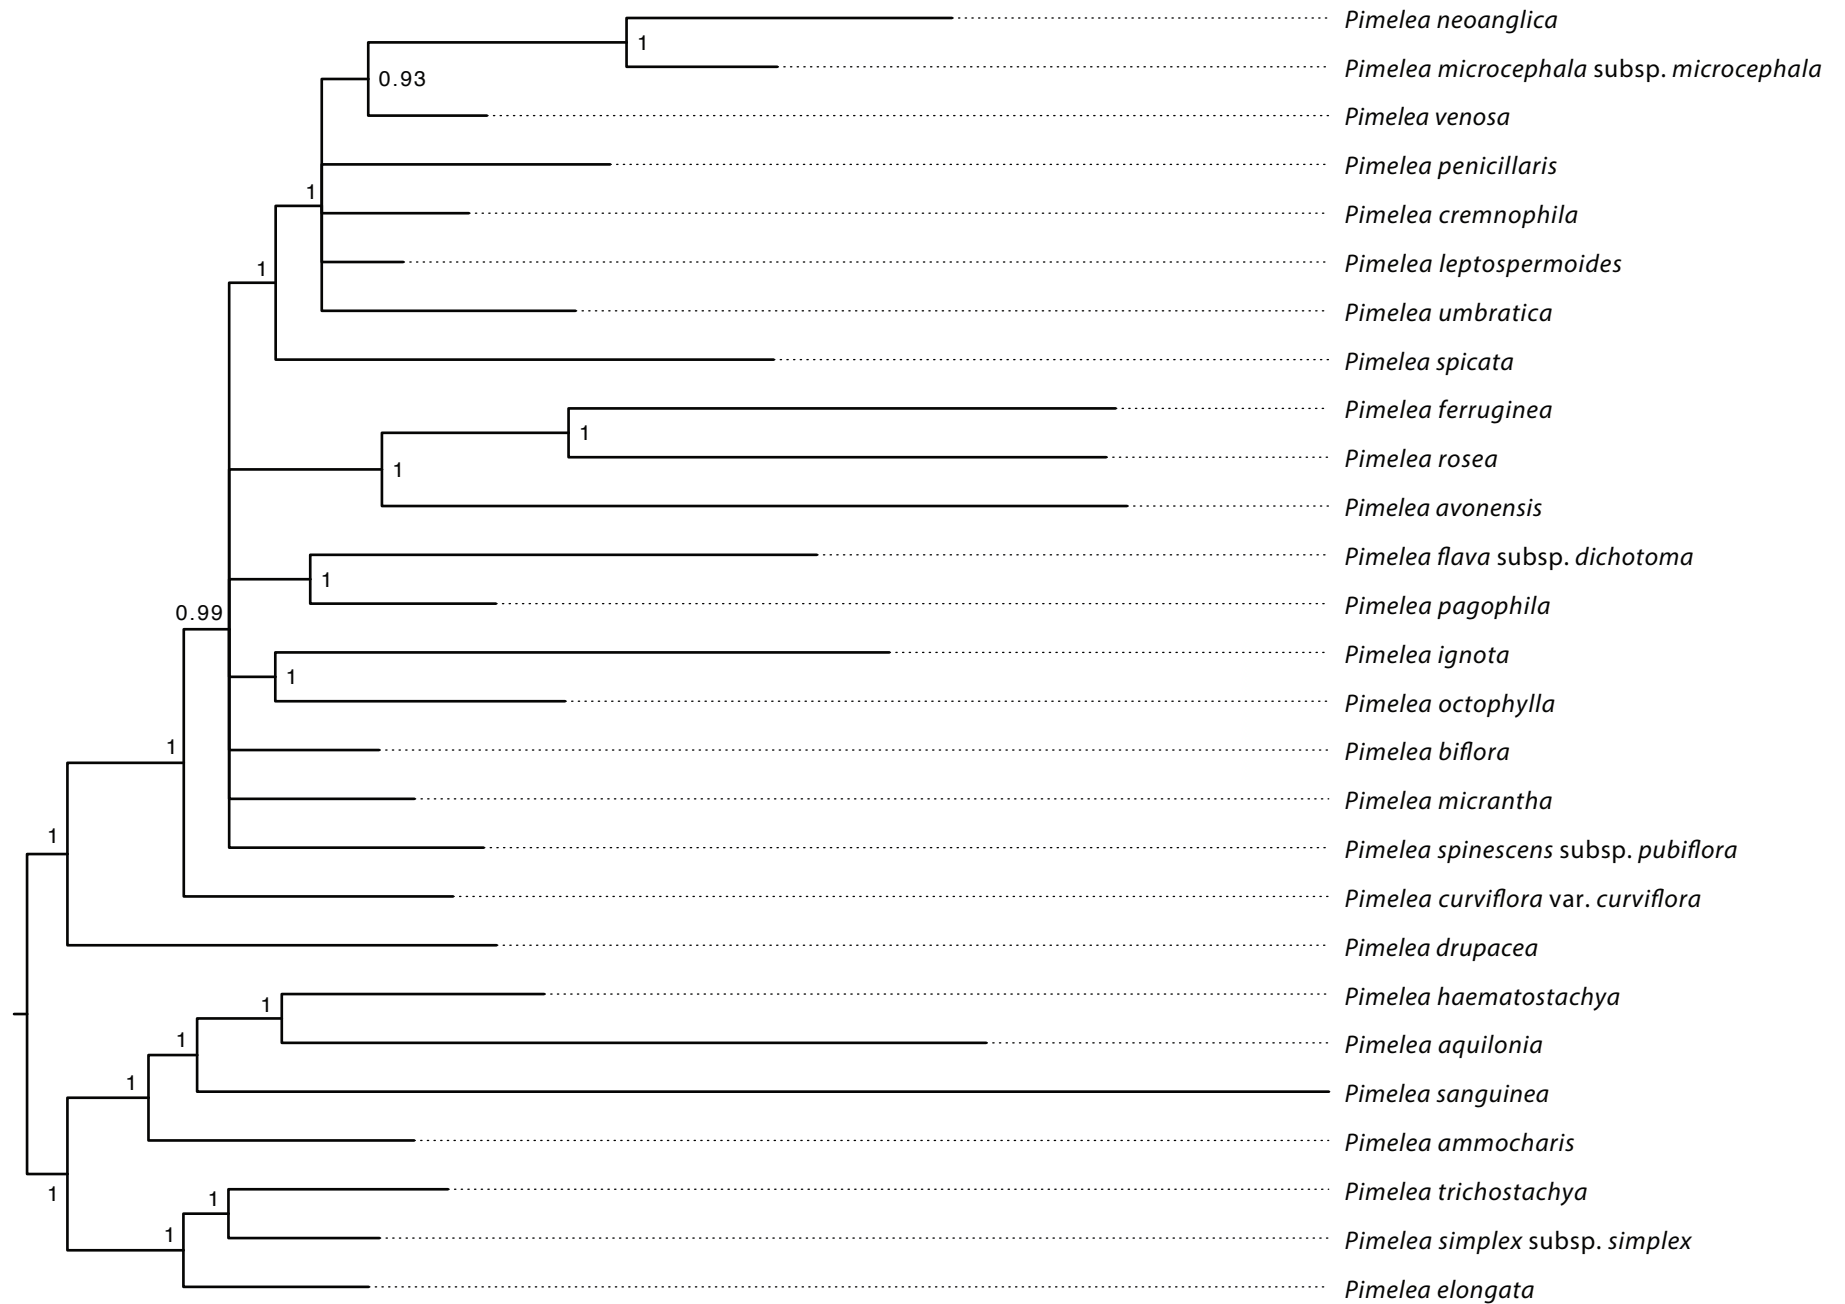 Pimelea neoanglica
1
Pimelea microcephala subsp. microcephala
0.93
Pimelea venosa
Pimelea penicillaris
1
Pimelea cremnophila
Pimelea leptospermoides
1
Pimelea umbratica
Pimelea spicata
Pimelea ferruginea
1
Pimelea rosea
1
Pimelea avonensis
Pimelea flava subsp. dichotoma
1
Pimelea pagophila
0.99
Pimelea ignota
1
Pimelea octophylla
1
Pimelea biflora
Pimelea micrantha
1
Pimelea spinescens subsp. pubiflora
Pimelea curviflora var. curviflora
Pimelea drupacea
Pimelea haematostachya
1
1
Pimelea aquilonia
1
Pimelea sanguinea
Pimelea ammocharis
1
Pimelea trichostachya
1
1
Pimelea simplex subsp. simplex
Pimelea elongata